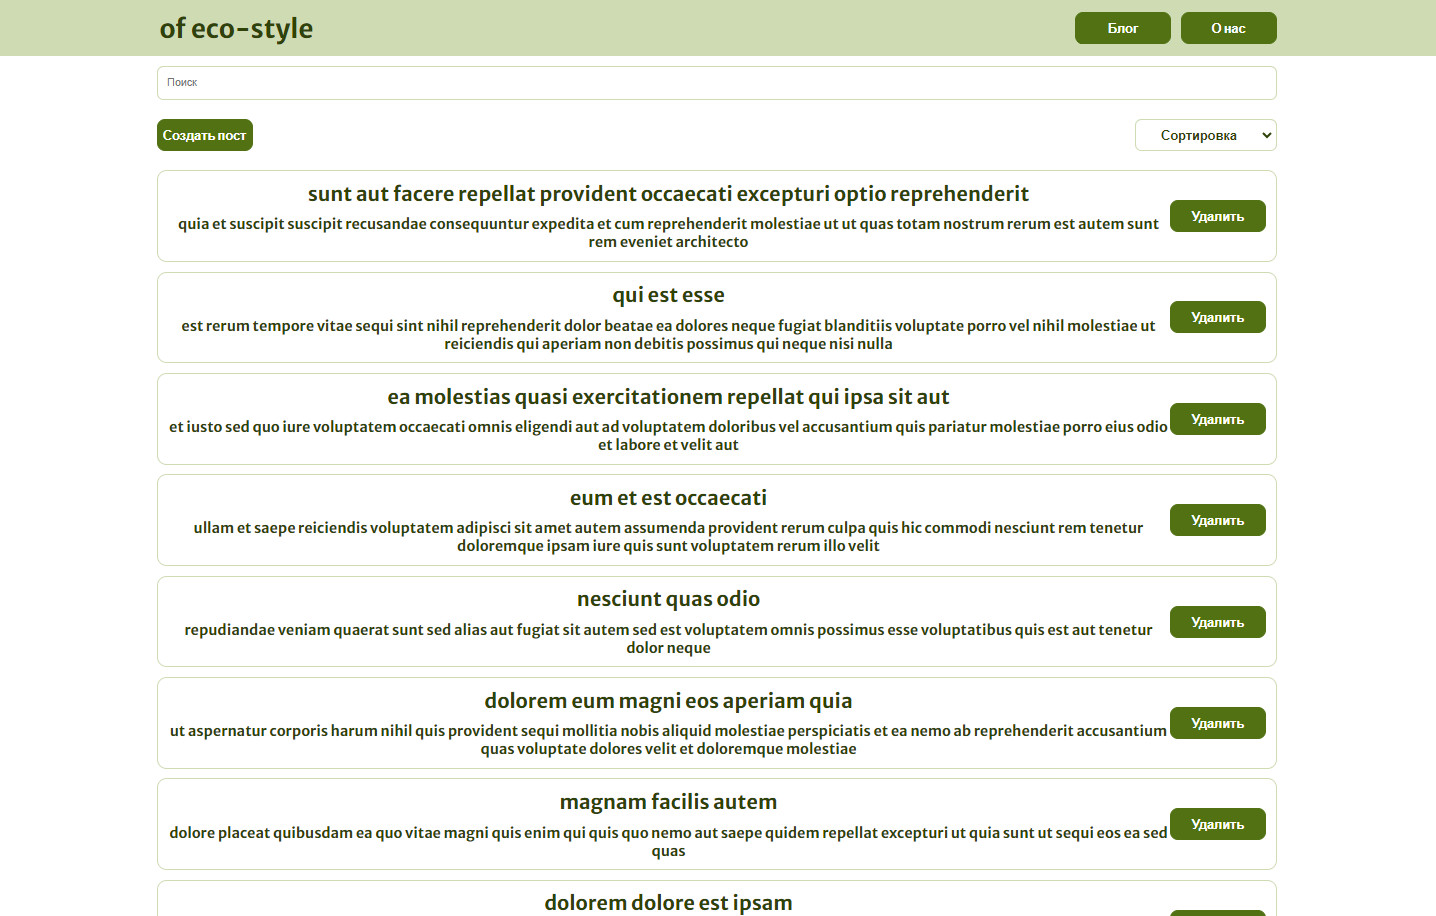 of eco-style
Блог
О нас
Поиск
Создать пост
Сортировка
sunt aut facere repellat provident occaecati excepturi optio reprehenderit
quia et suscipit suscipit recusandae consequuntur expedita et cum reprehenderit molestiae ut ut quas totam nostrum rerum est autem sunt
rem eveniet architecto
Удалить
qui est esse
est rerum tempore vitae sequi sint nihil reprehenderit dolor beatae ea dolores neque fugiat blanditiis voluptate porro vel nihil molestiae ut
reiciendis qui aperiam non debitis possimus qui neque nisi nulla
Удалить
ea molestias quasi exercitationem repellat qui ipsa sit aut
et iusto sed quo iure voluptatem occaecati omnis eligendi aut ad voluptatem doloribus vel accusantium quis pariatur molestiae porro eius odio
et labore et velit aut
Удалить
eum et est occaecati
ullam et saepe reiciendis voluptatem adipisci sit amet autem assumenda provident rerum culpa quis hic commodi nesciunt rem tenetur
doloremque ipsam iure quis sunt voluptatem rerum illo velit
Удалить
nesciunt quas odio
repudiandae veniam quaerat sunt sed alias aut fugiat sit autem sed est voluptatem omnis possimus esse voluptatibus quis est aut tenetur
dolor neque
Удалить
dolorem eum magni eos aperiam quia
ut aspernatur corporis harum nihil quis provident sequi mollitia nobis aliquid molestiae perspiciatis et ea nemo ab reprehenderit accusantium
quas voluptate dolores velit et doloremque molestiae
Удалить
magnam facilis autem
dolore placeat quibusdam ea quo vitae magni quis enim qui quis quo nemo aut saepe quidem repellat excepturi ut quia sunt ut sequi eos ea sed
quas
Удалить
dolorem dolore est ipsam